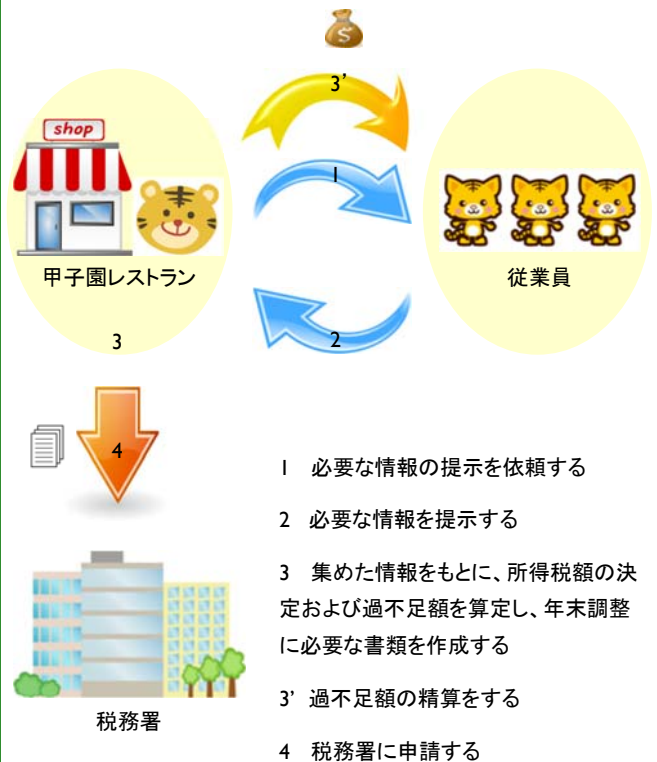 3’
shop
1
甲子園レストラン
従業員
3
2
4
1 必要な情報の提示を依頼する
2 必要な情報を提示する
3 集めた情報をもとに、所得税額の決
定および過不足額を算定し、年末調整
に必要な書類を作成する
3’ 過不足額の精算をする
税務署
4 税務署に申請する